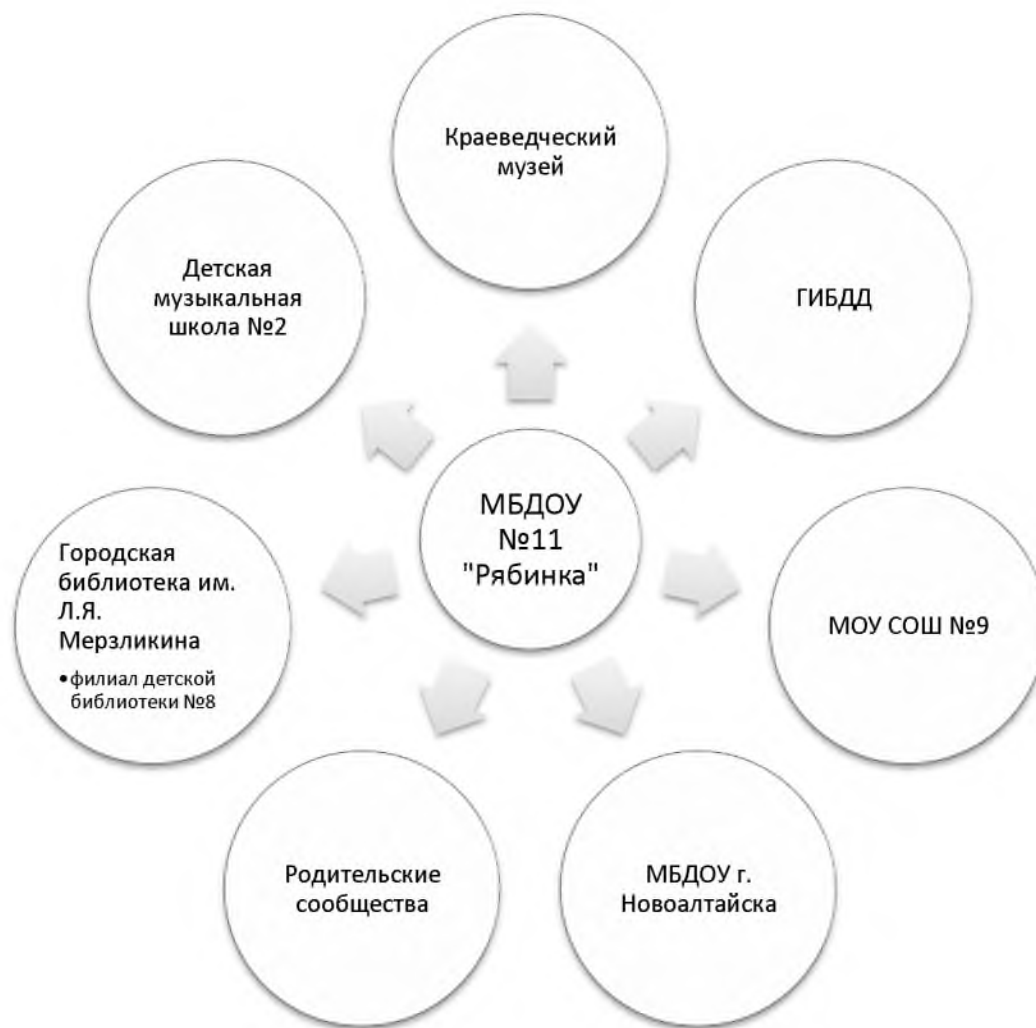 Краеведческий
музей
Детская
музыкальная
школа №2
ГИБДД
МБДОУ
№11
"Рябинка"
Городская
библиотека им.
Л.Я.
Мерзликина
•филиал детской
библиотеки №8
МОУ СОШ №9
Родительские
сообщества
МБДОУ г.
Новоалтайска